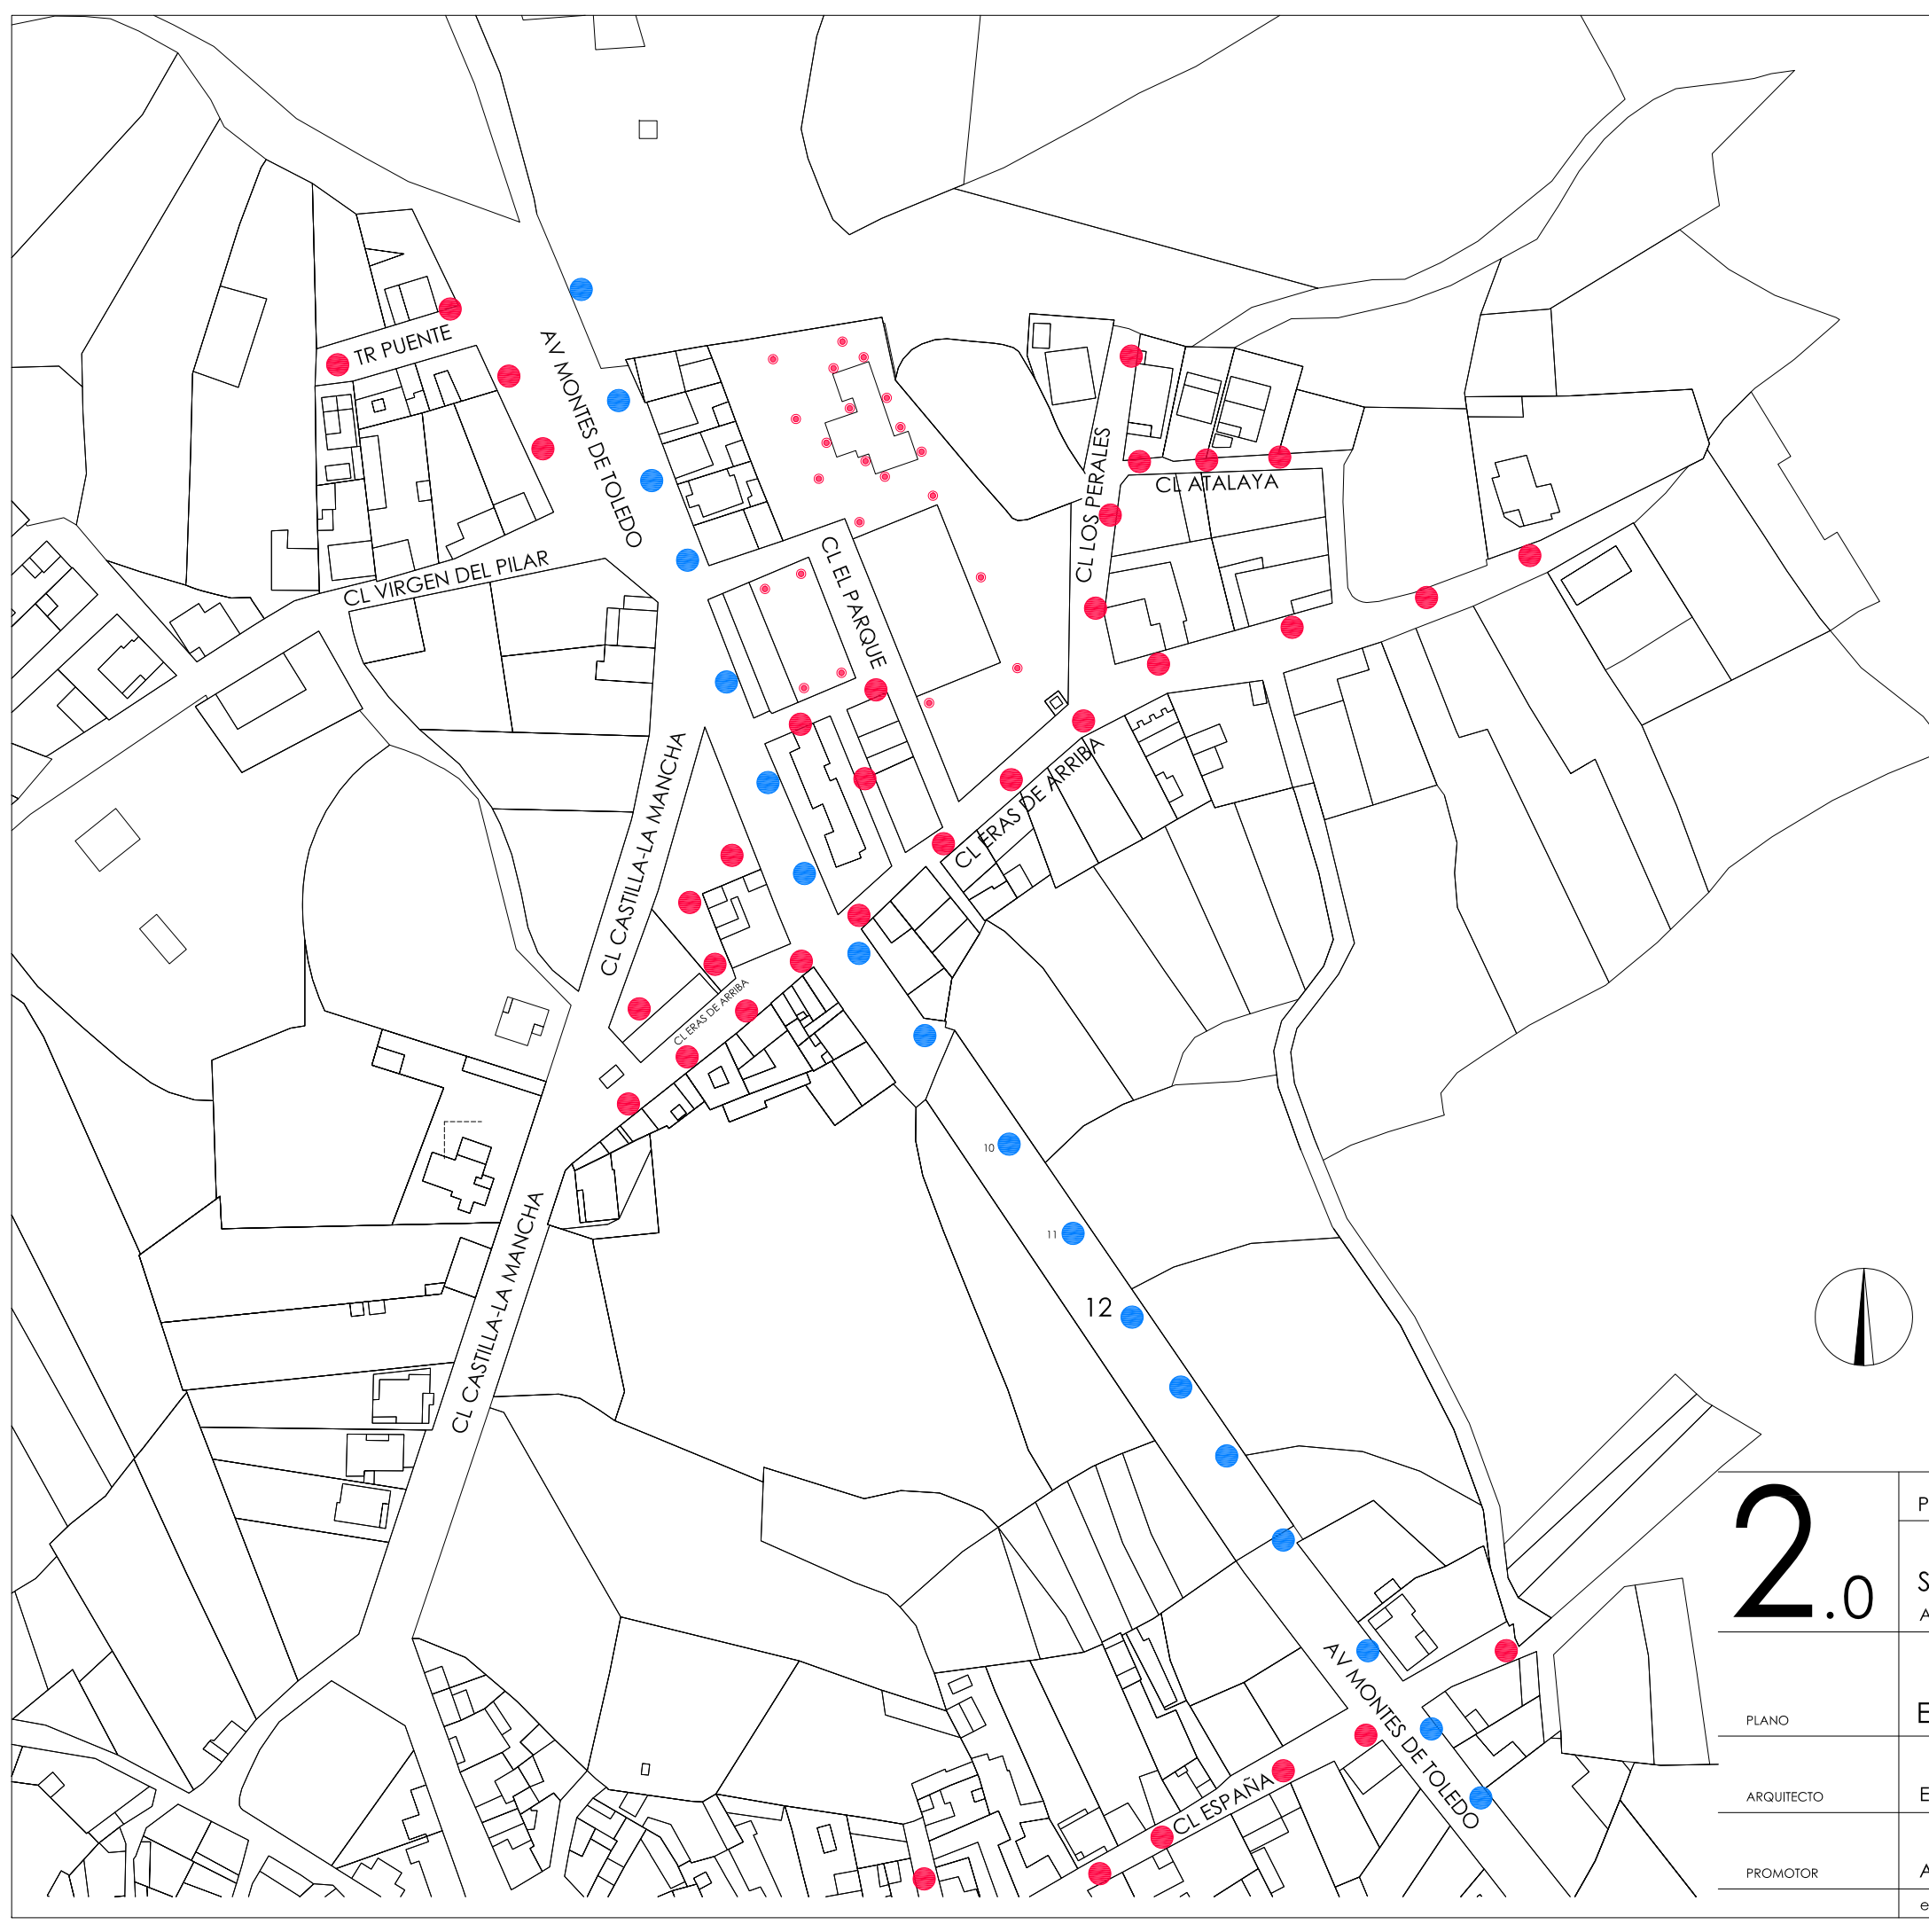 TR PUENTE
AV MONTES DE TOLEDO
CL LOS PERALES
CL ATALAYA
CL VIRGEN DEL PILAR
CL EL PARQUE
CL CASTILLA-LA MANCHA
CL ERAS DE ARRIBA
CL ERAS DE ARRIBA
10
11
CL CASTILLA-LA MANCHA
12
2.0
P
S
A
AV MONTES DE TOLEDO
PLANO
E
CL ESPAÑA
ARQUITECTO
E
PROMOTOR
A
e